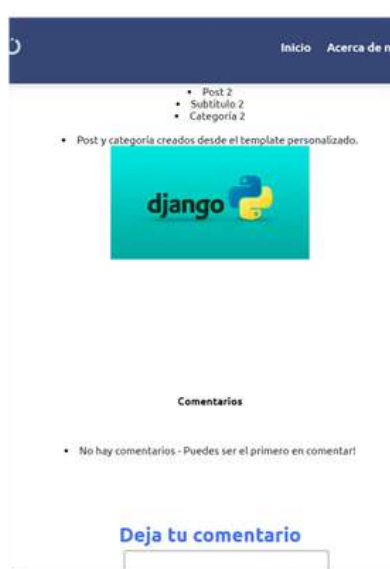 Inicio Acerca de
Post 2
Subtitulo 2
Categoria 2
Post y categoria creados desde el template personalizado.
django
Comentarios
No hay comentarios - Puedes ser el primero en comentar!
Deja tu comentario